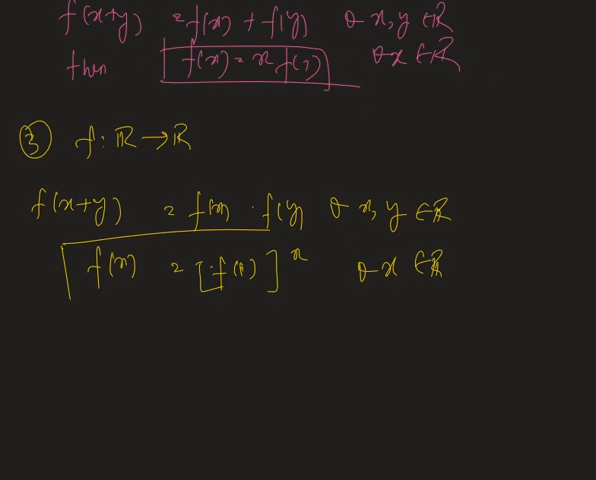 f(x+y) = f(x) + f(y) ∀ x, y ∈ ℝ
then f(x) = x f(1) ∀ x ∈ ℝ
③ f: ℝ → ℝ
f(x+y) = f(x) · f(y) ∀ x, y ∈ ℝ
f(x) = [f(1)]^x ∀ x ∈ ℝ